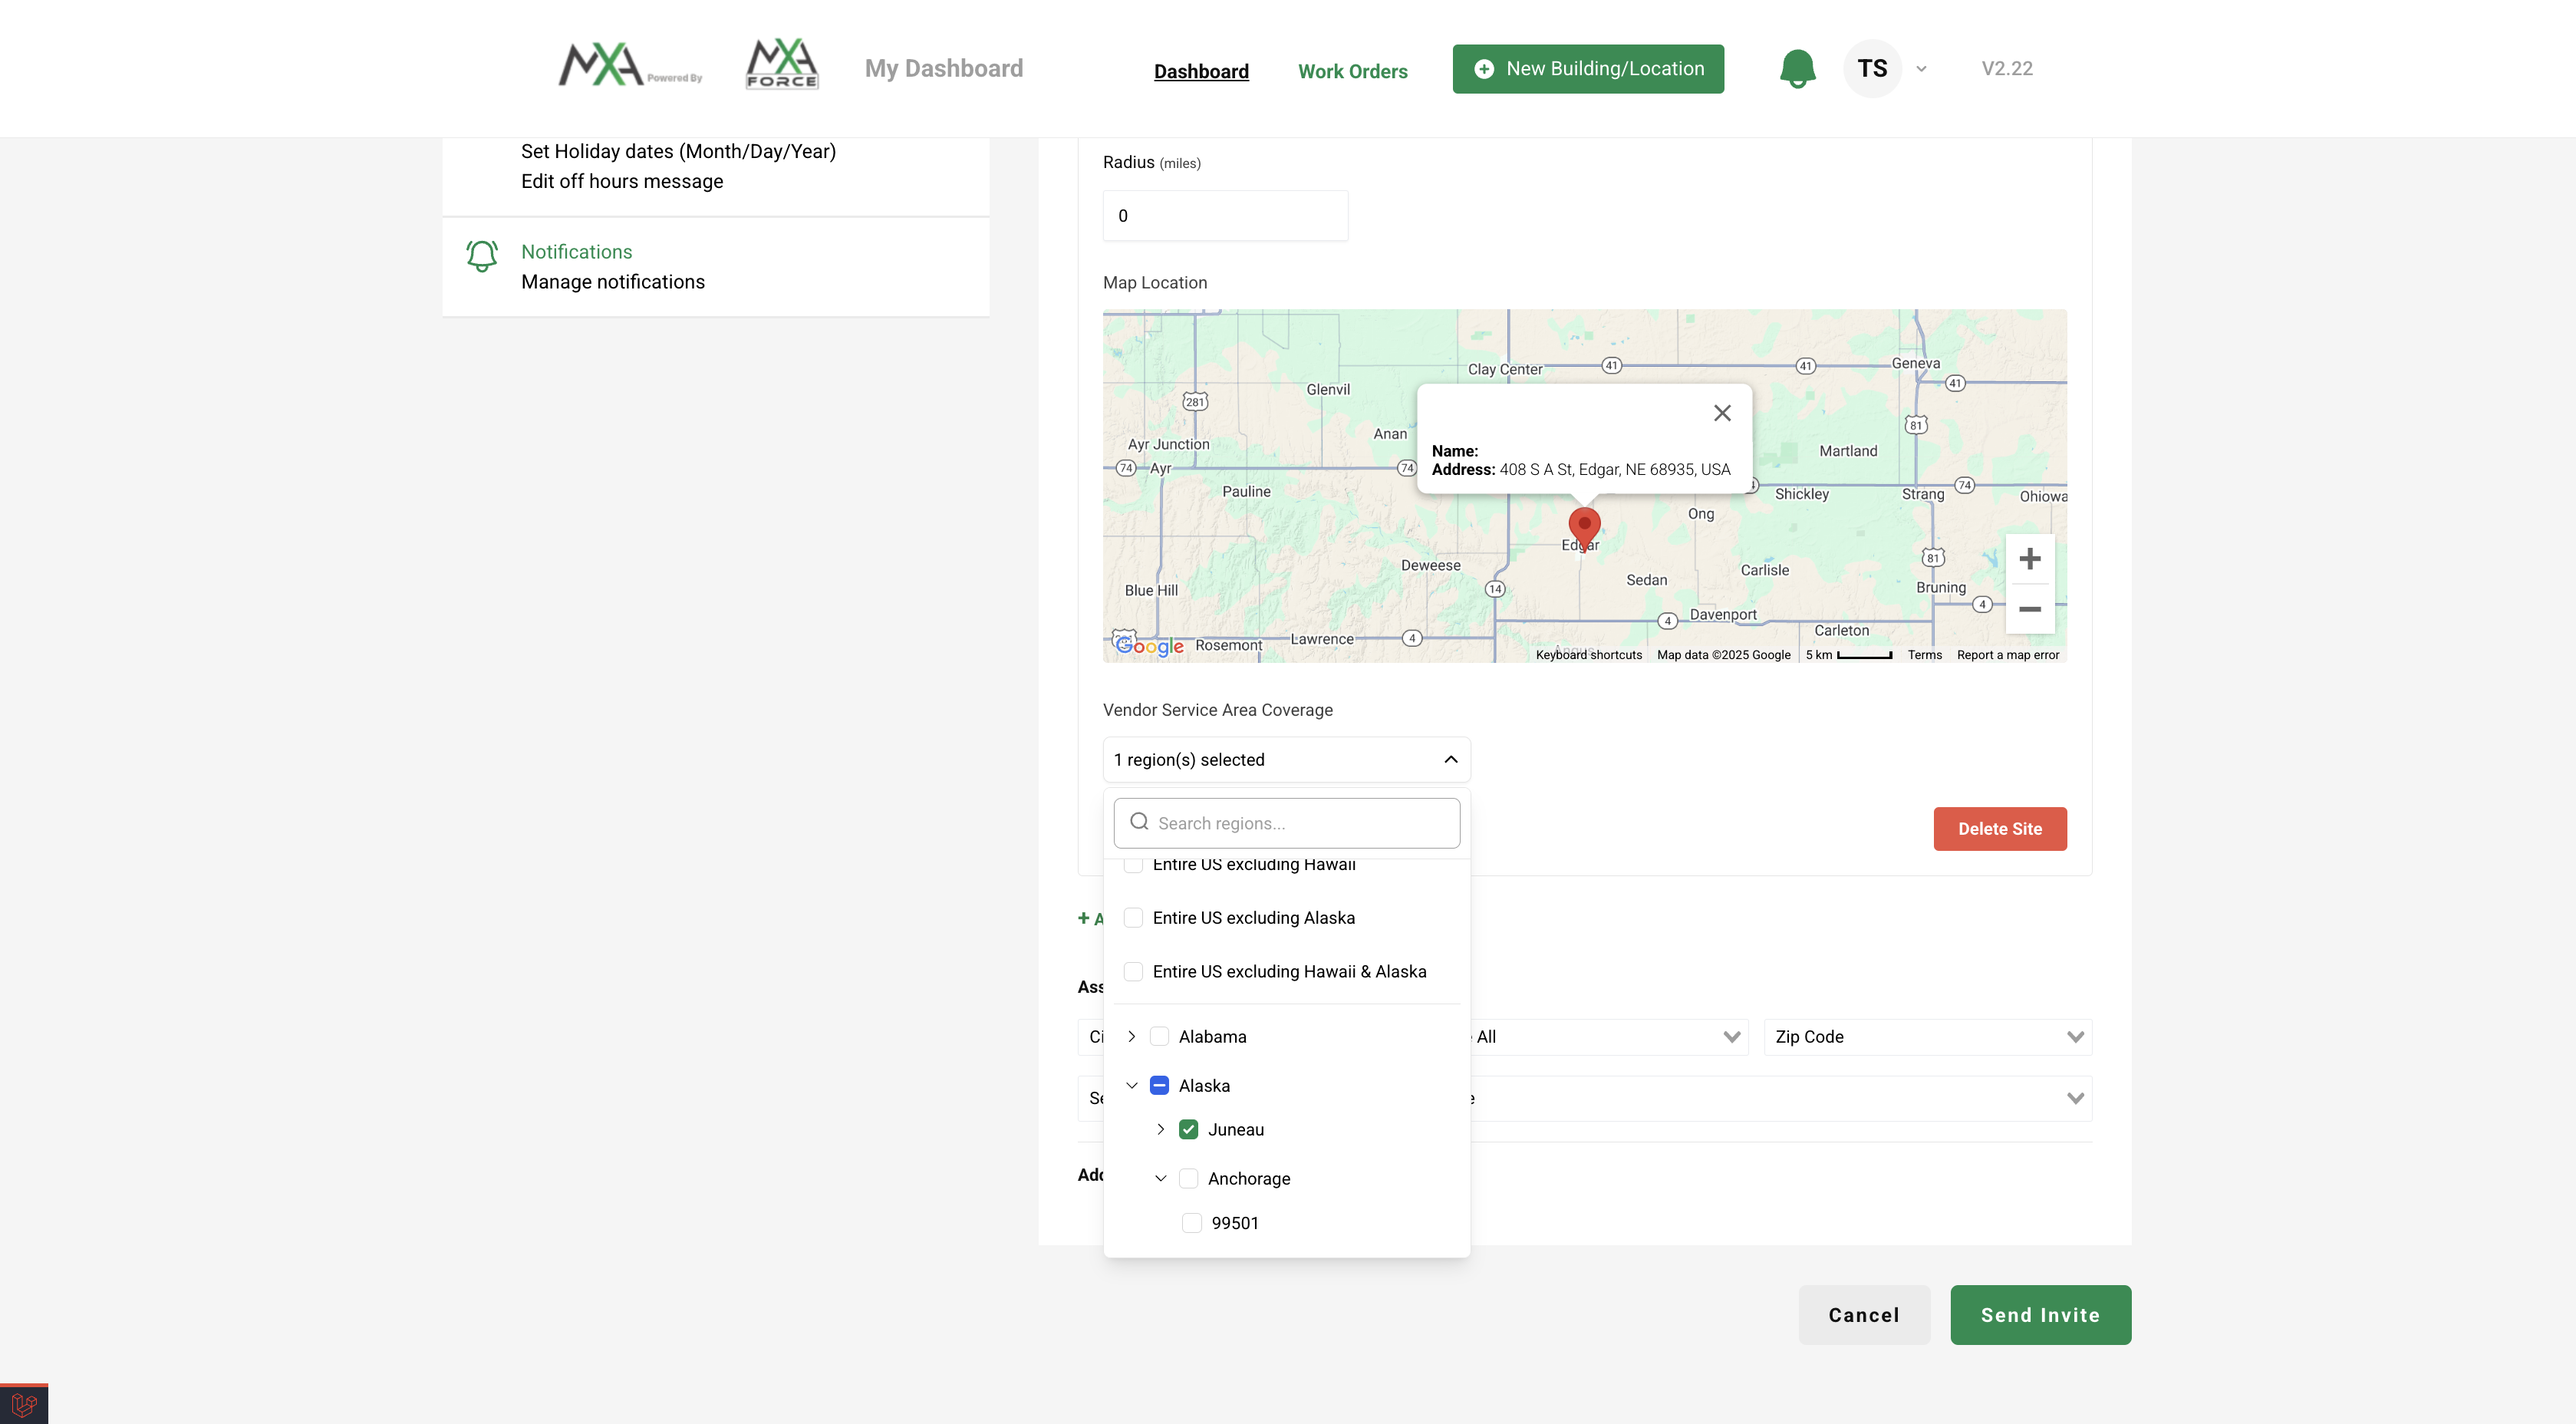 MXA Powered By
MXA FORCE
My Dashboard
Dashboard
Work Orders
New Building/Location
TS
V2.22
Set Holiday dates (Month/Day/Year)
Edit off hours message
Notifications
Manage notifications
Radius (miles)
0
Map Location
Clay Center
41
41
Geneva
41
Glenvil
281
Anan
81
Ayr Junction
Name:
Martland
74
Ayr
74
Address: 408 S A St, Edgar, NE 68935, USA
Pauline
Shickley
Strang
74
Ohiowa
Ong
Edgar
Deweese
81
Carlisle
Sedan
Blue Hill
14
Bruning
4
Davenport
4
Carleton
Lawrence
4
Google
Rosemont
Keyboard shortcuts
Map data ©2025 Google
5 km
Terms
Report a map error
Vendor Service Area Coverage
1 region(s) selected
Search regions...
Delete Site
Entire US excluding Hawaii
Entire US excluding Alaska
+ A
Entire US excluding Hawaii & Alaska
Ass
Alabama
Ci
All
Zip Code
Alaska
Se
e
Juneau
Add
Anchorage
99501
Cancel
Send Invite